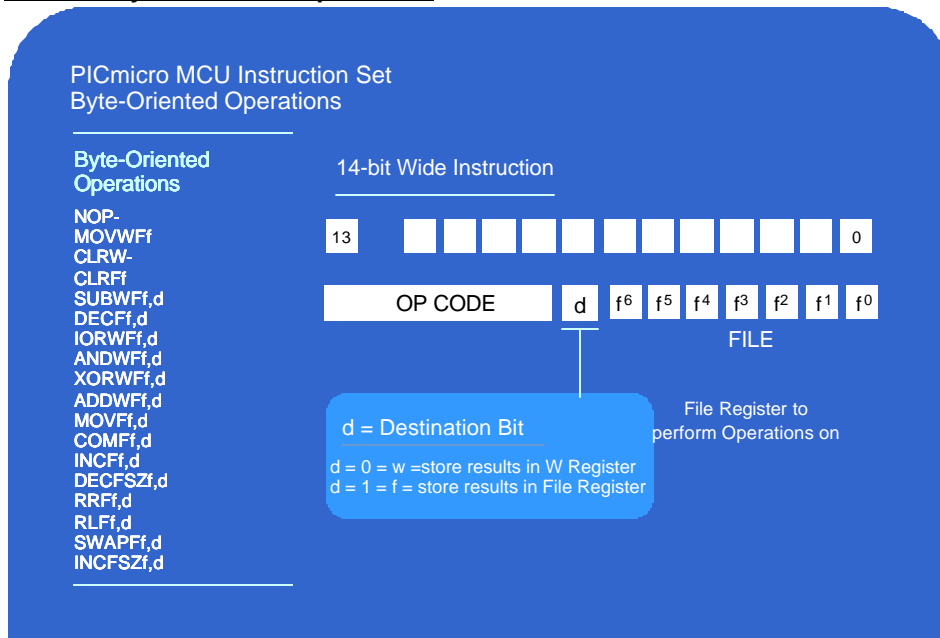 PICmicro MCU Instruction Set
Byte-Oriented Operations
Byte-Oriented
Operations
NOP-
MOVWFf
CLRW-
CLRFf
SUBWFf,d
DECFf,d
IORWFf,d
ANDWFf,d
XORWFf,d
ADDWFf,d
MOVFf,d
COMFf,d
INCFf,d
DECFSZf,d
RRFf,d
RLFf,d
SWAPFf,d
INCFSZf,d
14-bit Wide Instruction
13 0
OP CODE d f6 f5 f4 f3 f2 f1 f0
FILE
d = Destination Bit
d = 0 = w =store results in W Register
d = 1 = f = store results in File Register
File Register to
perform Operations on